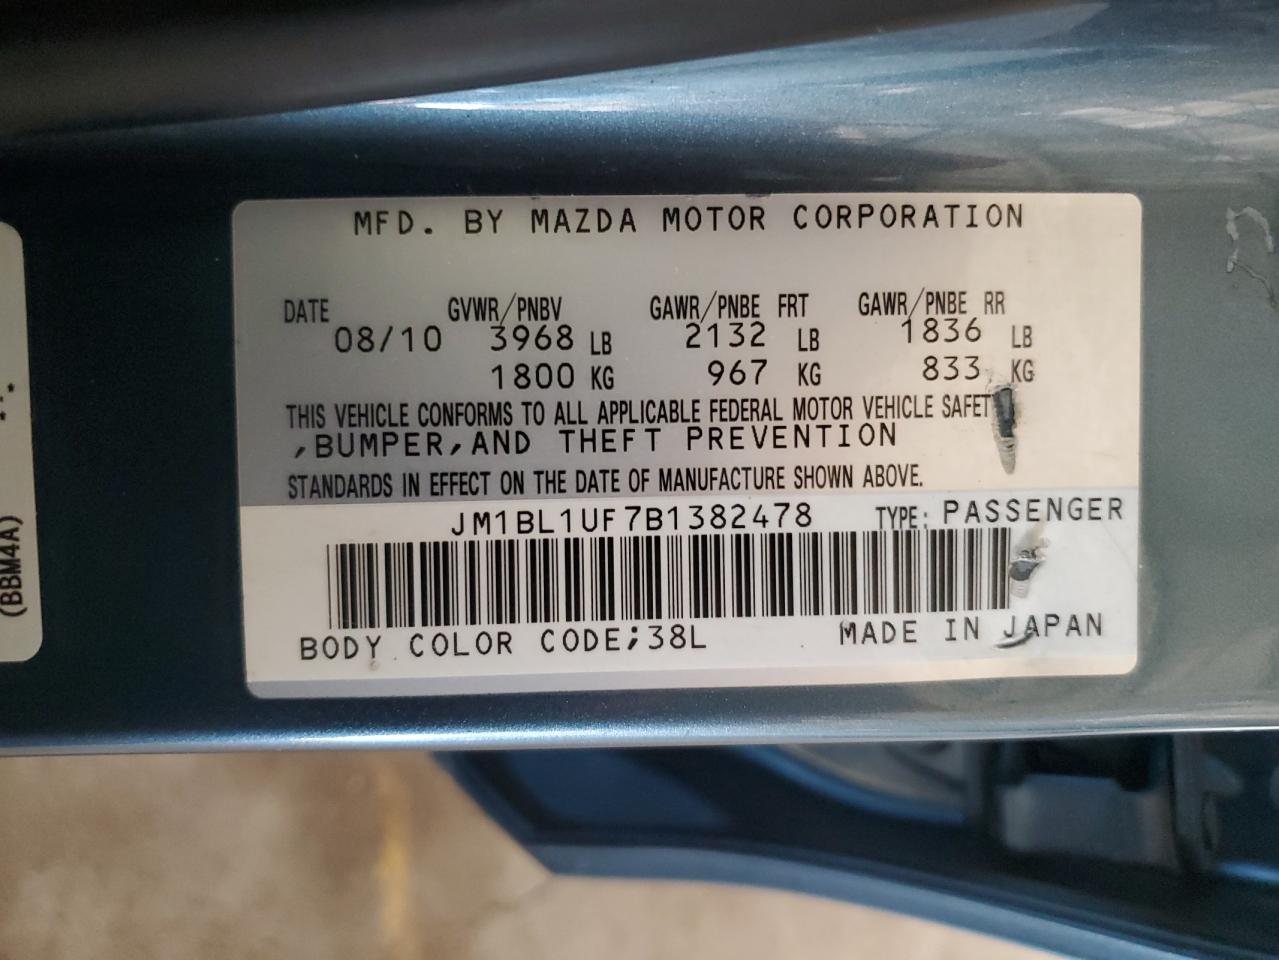 MFD. BY MAZDA MOTOR CORPORATION
DATE GVWR/PNBV GAWR/PNBE FRT GAWR/PNBE RR
08/10 3968 LB 2132 LB 1836 LB
1800 KG 967 KG 833 KG
THIS VEHICLE CONFORMS TO ALL APPLICABLE FEDERAL MOTOR VEHICLE SAFET
,BUMPER,AND THEFT PREVENTION
STANDARDS IN EFFECT ON THE DATE OF MANUFACTURE SHOWN ABOVE.
JM1BL1UF7B1382478 TYPE: PASSENGER
BODY COLOR CODE;38L MADE IN JAPAN
(BBM4A)